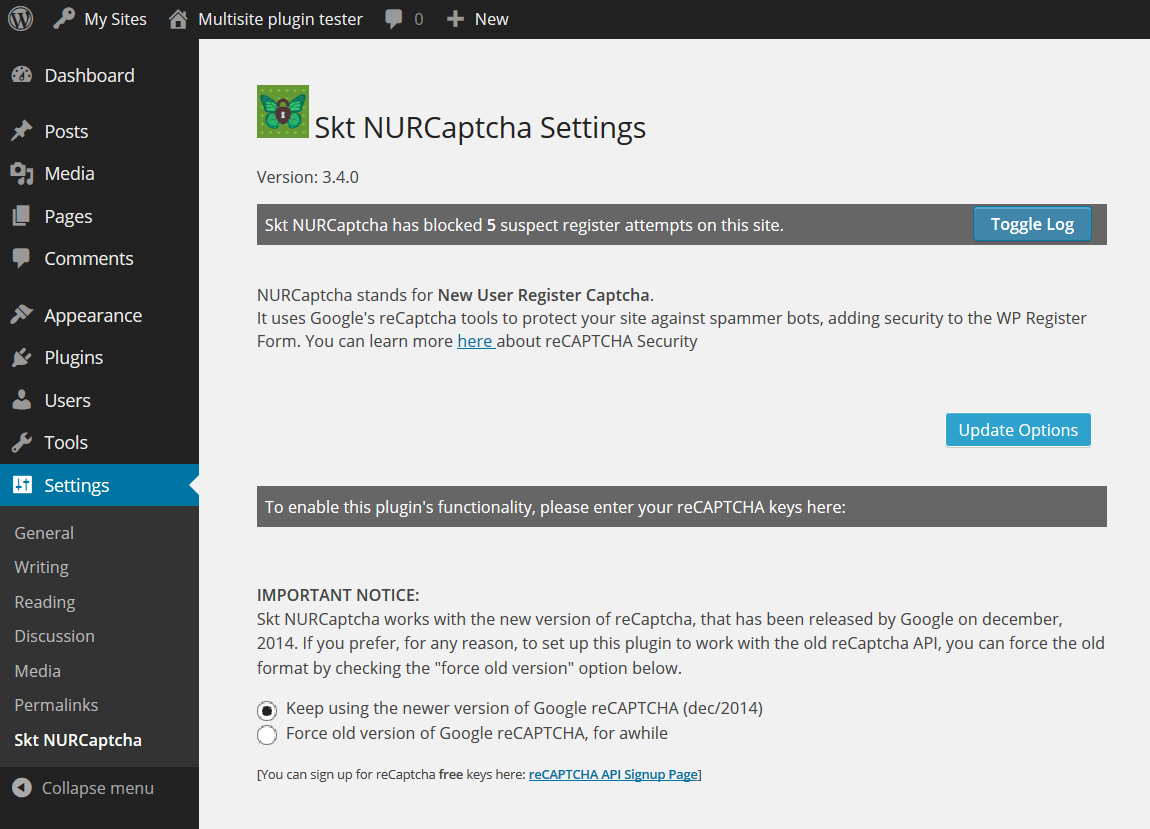 My Sites
Multisite plugin tester
0
New
Dashboard
Posts
Media
Pages
Comments
Appearance
Plugins
Users
Tools
Settings
General
Writing
Reading
Discussion
Media
Permalinks
Skt NURCaptcha
Collapse menu
Skt NURCaptcha Settings
Version: 3.4.0
Skt NURCaptcha has blocked 5 suspect register attempts on this site.
Toggle Log
NURCaptcha stands for New User Register Captcha.
It uses Google's reCaptcha tools to protect your site against spammer bots, adding security to the WP Register
Form. You can learn more here about reCAPTCHA Security
Update Options
To enable this plugin's functionality, please enter your reCAPTCHA keys here:
IMPORTANT NOTICE:
Skt NURCaptcha works with the new version of reCaptcha, that has been released by Google on december,
2014. If you prefer, for any reason, to set up this plugin to work with the old reCaptcha API, you can force the old
format by checking the "force old version" option below.
Keep using the newer version of Google reCAPTCHA (dec/2014)
Force old version of Google reCAPTCHA, for awhile
[You can sign up for reCaptcha free keys here: reCAPTCHA API Signup Page]